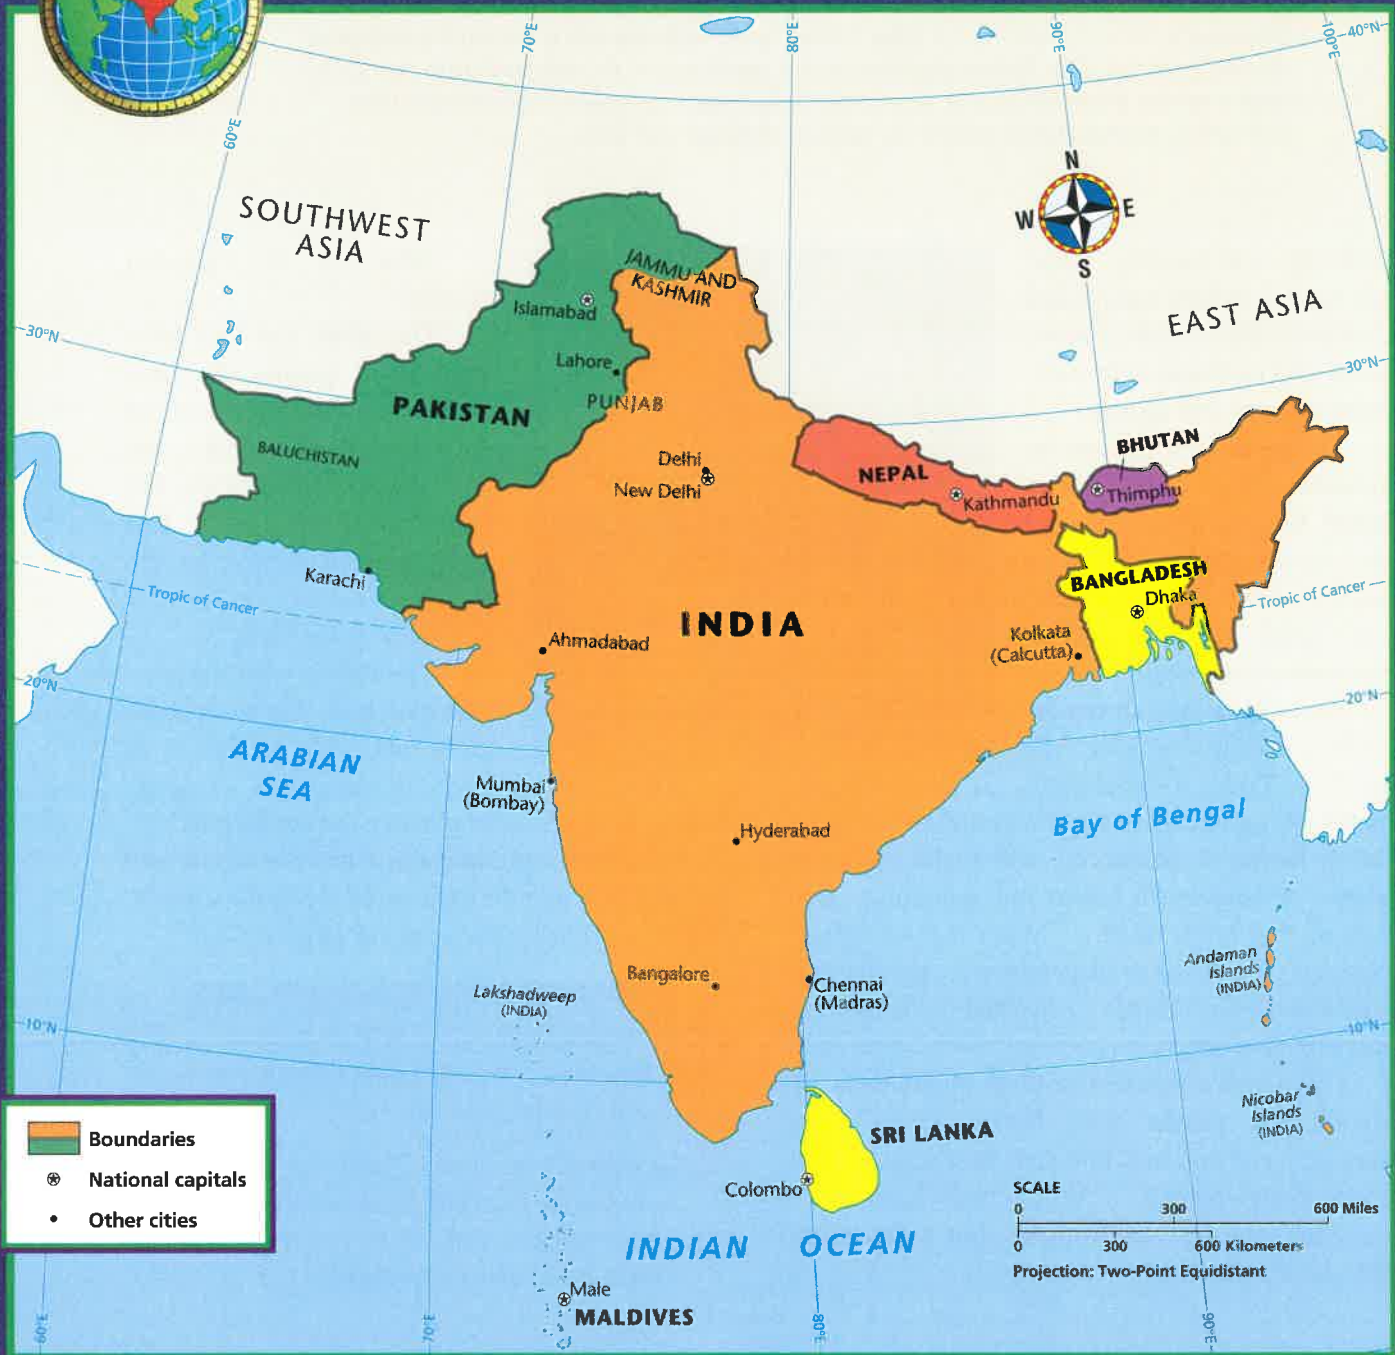 70°E
80°E
90°E
100°E
40°N
60°E
N
W
E
S
SOUTHWEST
ASIA
EAST ASIA
JAMMU AND
KASHMIR
Islamabad
30°N
Lahore
30°N
PAKISTAN
PUNJAB
BALUCHISTAN
BHUTAN
Delhi
New Delhi
NEPAL
Kathmandu
Thimphu
Karachi
BANGLADESH
Dhaka
Tropic of Cancer
Tropic of Cancer
INDIA
Ahmadabad
Kolkata
(Calcutta)
20°N
20°N
ARABIAN
SEA
Mumbai
(Bombay)
Hyderabad
Bay of Bengal
Andaman
Islands
(INDIA)
Bangalore
Chennai
(Madras)
Lakshadweep
(INDIA)
10°N
10°N
Nicobar
Islands
(INDIA)
Boundaries
National capitals
Other cities
SRI LANKA
Colombo
SCALE
0 300 600 Miles
0 300 600 Kilometers
Projection: Two-Point Equidistant
INDIAN OCEAN
Male
MALDIVES
60°E
70°E
80°E
90°E